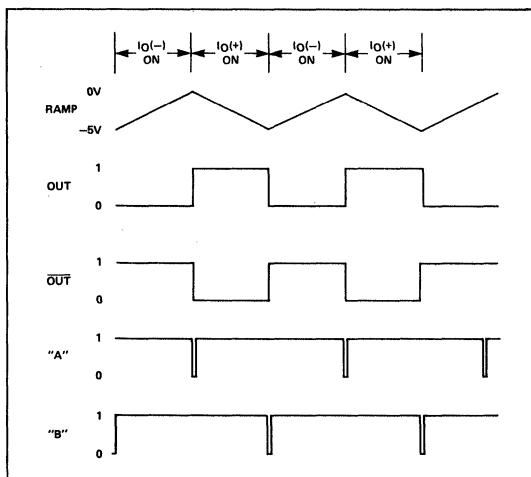 IO(−) ON IO(+) ON IO(−) ON IO(+) ON
0V
RAMP
−5V
1
OUT
0
1
OUT
0
1
"A"
0
1
"B"
0